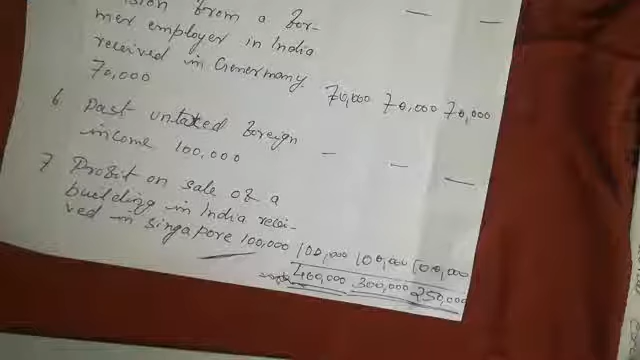 from a for-
mer employer in India
received in Germany
70,000 70,000 70,000 70,000
6. Past untaxed foreign
income 100,000 — — —
7 Profit on sale of a
building in India recei-
ved in singapore 100,000 100,000 100,000 100,000
400,000 300,000 250,000